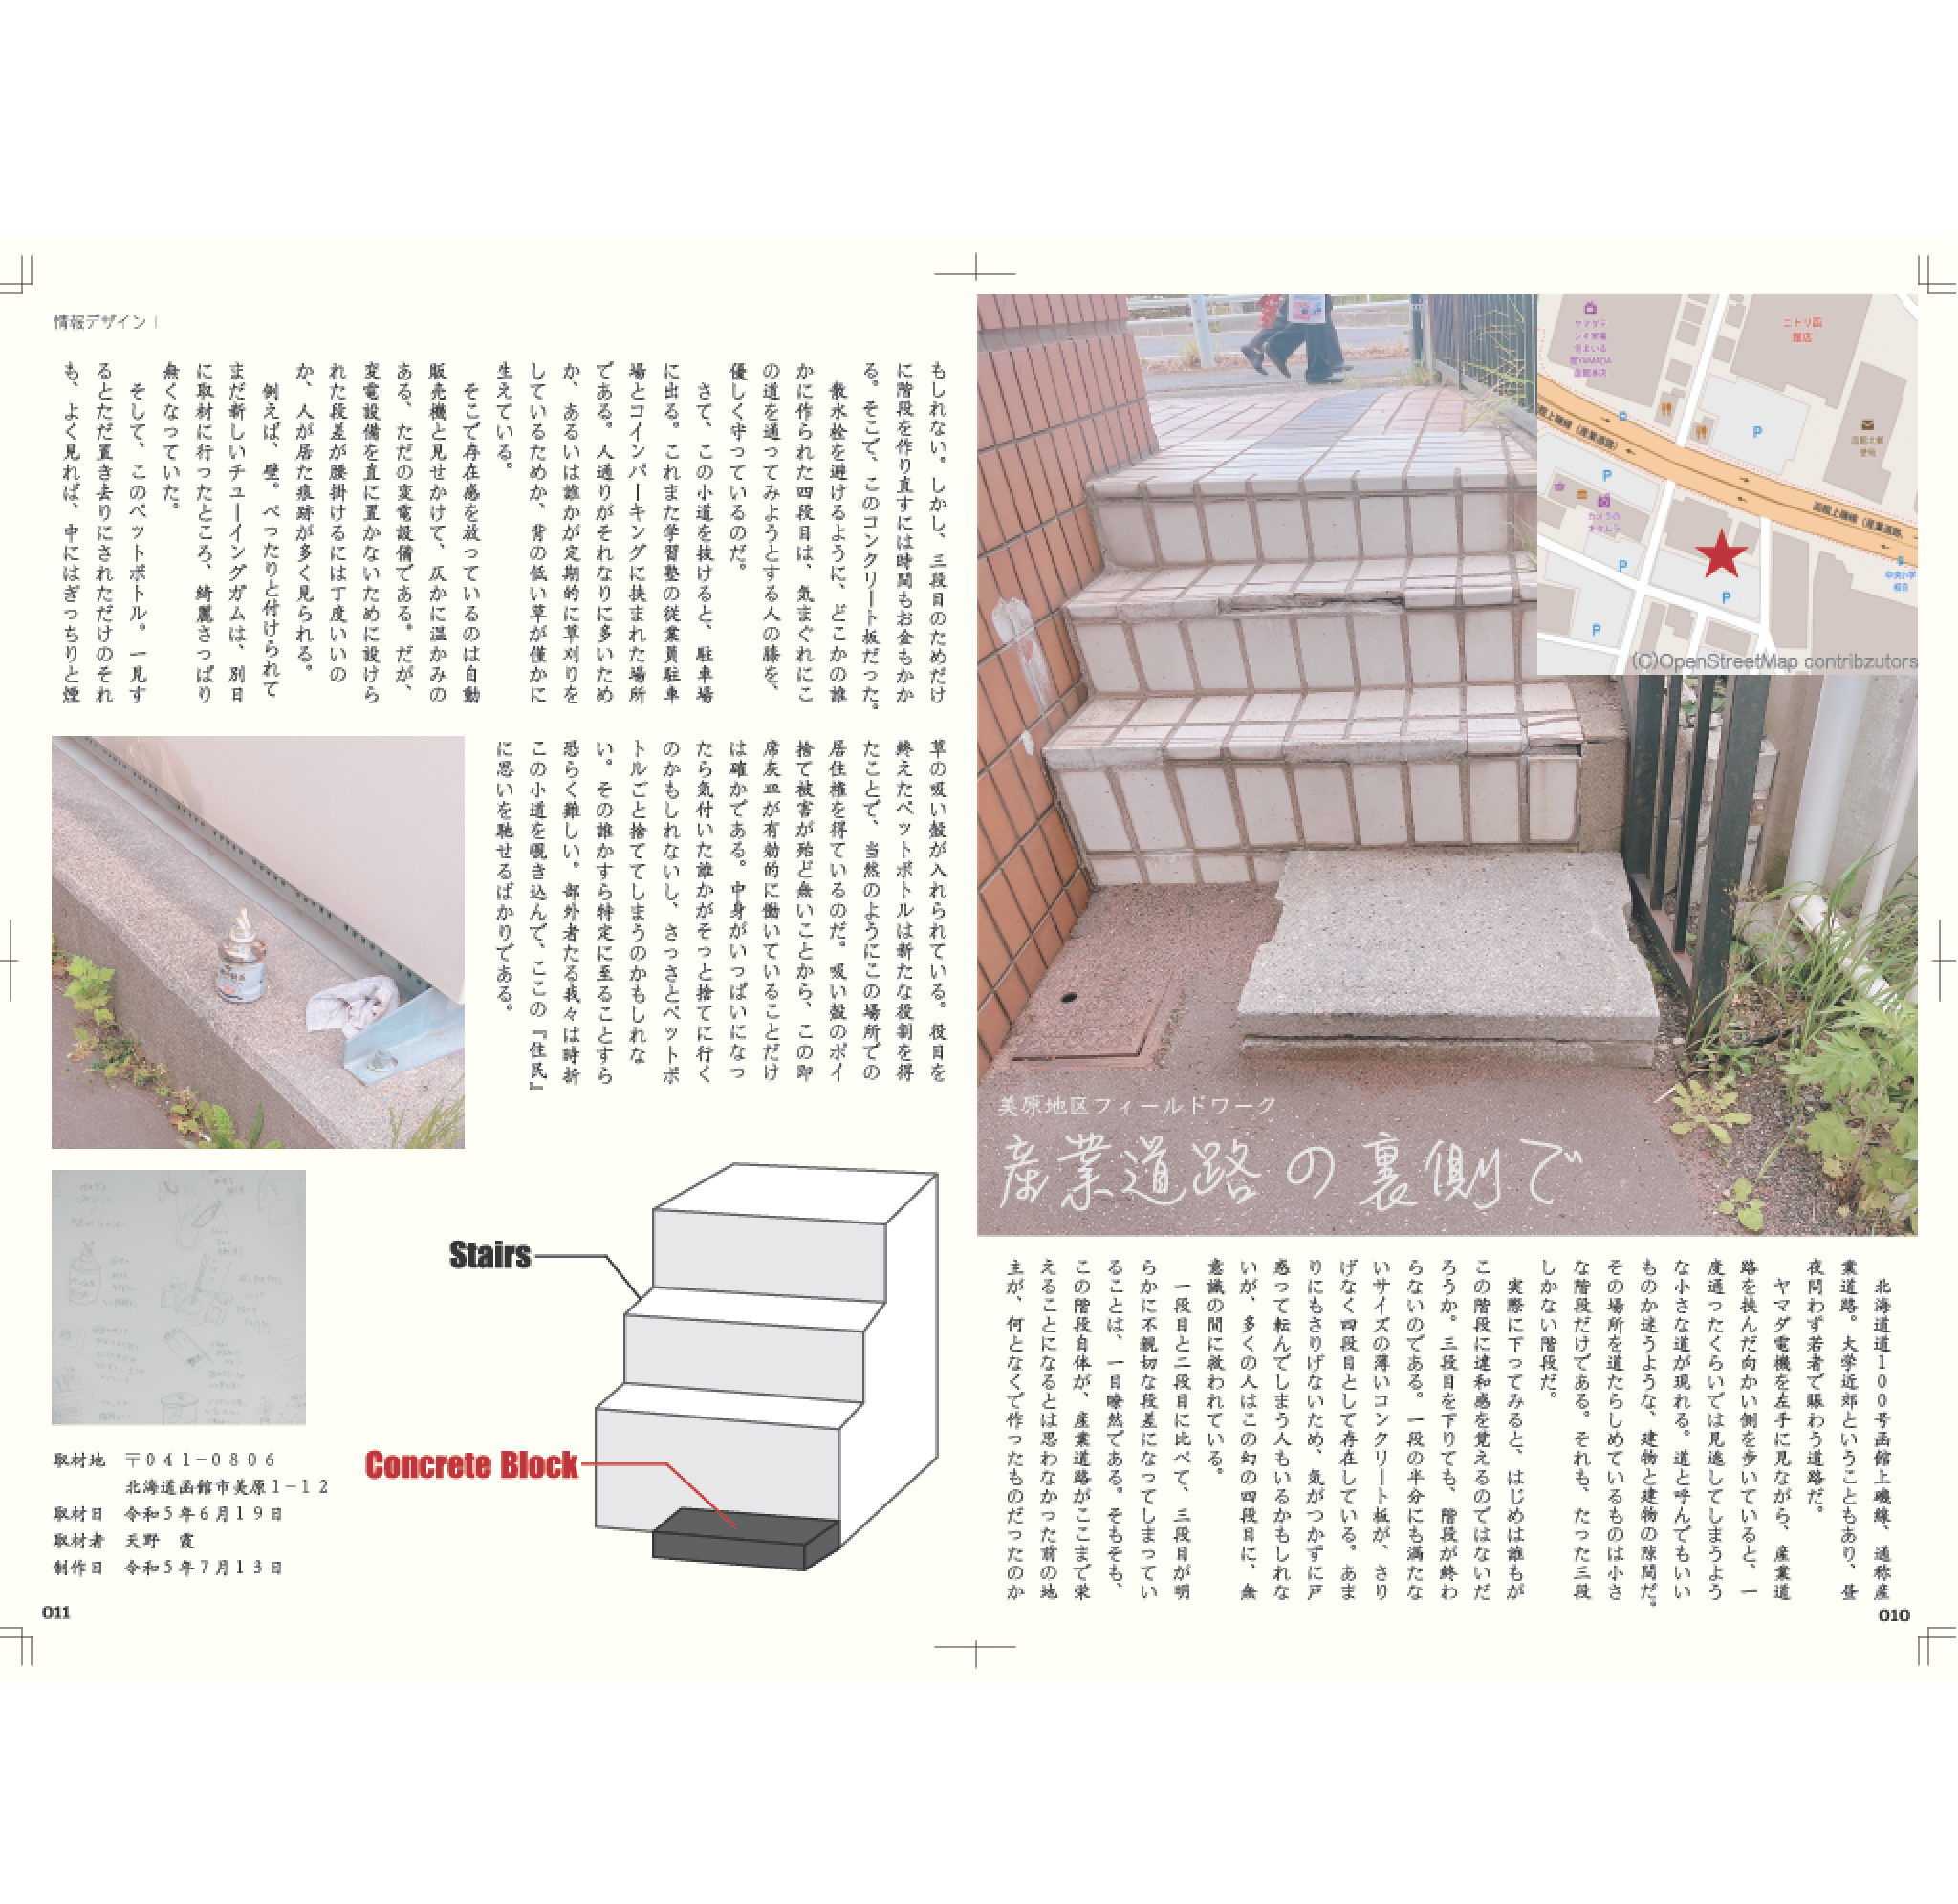 美原地区フィールドワーク
産業道路の裏側で
ヤマダデ
館YAMADA
函館港店
ニトリ函
館店
カメラの
キタムラ
(C)OpenStreetMap contribzutors
　北海道道100号函館上磯線、通称産
業道路。大学近郊ということもあり、昼
夜問わず若者で賑わう道路だ。
　ヤマダ電機を左手に見ながら、産業道
路を挟んだ向かい側を歩いていると、一
度通ったくらいでは見逃してしまうよう
な小さな道が現れる。道と呼んでもいい
ものか迷うような、建物と建物の隙間だ。
その場所を道たらしめているものは小さ
な階段だけである。それも、たった三段
しかない階段だ。
　実際に下ってみると、はじめは誰もが
この階段に違和感を覚えるのではないだ
ろうか。三段目を下りても、階段が終わ
らないのである。一段の半分にも満たな
いサイズの薄いコンクリート板が、さり
げなく四段目として存在している。あま
りにもさりげないため、気がつかずに戸
惑って転んでしまう人もいるかもしれな
いが、多くの人はこの幻の四段目に、無
意識の間に救われている。
　一段目と二段目に比べて、三段目が明
らかに不親切な段差になってしまってい
ることは、一目瞭然である。そもそも、
この階段自体が、産業道路がここまで栄
えることになるとは思わなかった前の地
主が、何となくで作ったものだったのか
010
情報デザインⅠ
もしれない。しかし、三段目のためだけ
に階段を作り直すには時間もお金もかか
る。そこで、このコンクリート板だった。
　散水栓を避けるように、どこかの誰
かに作られた四段目は、気まぐれにこ
の道を通ってみようとする人の膝を、
優しく守っているのだ。
　さて、この小道を抜けると、駐車場
に出る。これまた学習塾の従業員駐車
場とコインパーキングに挟まれた場所
である。人通りがそれなりに多いため
か、あるいは誰かが定期的に草刈りを
しているためか、背の低い草が僅かに
生えている。
　そこで存在感を放っているのは自動
販売機と見せかけて、仄かに温かみの
ある、ただの変電設備である。だが、
変電設備を直に置かないために設けら
れた段差が腰掛けるには丁度いいの
か、人が居た痕跡が多く見られる。
　例えば、壁。べったりと付けられて
まだ新しいチューイングガムは、別日
に取材に行ったところ、綺麗さっぱり
無くなっていた。
　そして、このペットボトル。一見す
るとただ置き去りにされただけのそれ
も、よく見れば、中にはぎっちりと煙
草の吸い殻が入れられている。役目を
終えたペットボトルは新たな役割を得
たことで、当然のようにこの場所での
居住権を得ているのだ。吸い殻のポイ
捨て被害が殆ど無いことから、この即
席灰皿が有効的に働いていることだけ
は確かである。中身がいっぱいになっ
たら気付いた誰かがそっと捨てに行く
のかもしれないし、さっさとペットボ
トルごと捨ててしまうのかもしれな
い。その誰かすら特定に至ることすら
恐らく難しい。部外者たる我々は時折
この小道を覗き込んで、ここの『住民』
に思いを馳せるばかりである。
Stairs
Concrete Block
取材地　〒041-0806
北海道函館市美原1-12
取材日　令和5年6月19日
取材者　天野　霞
制作日　令和5年7月13日
011